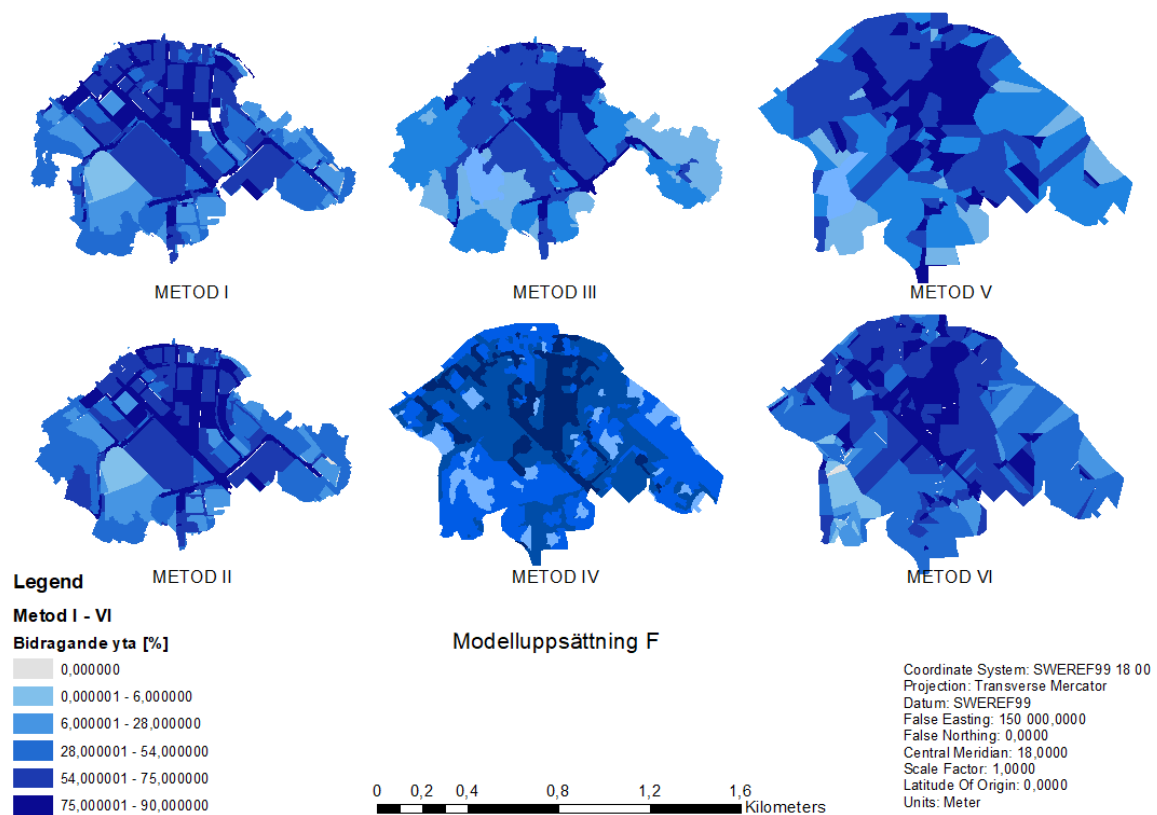 METOD I
METOD III
METOD V
METOD II
METOD IV
METOD VI
Legend
Metod I - VI
Bidragande yta [%]
0,000000
0,000001 - 6,000000
6,000001 - 28,000000
28,000001 - 54,000000
54,000001 - 75,000000
75,000001 - 90,000000
Modelluppsättning F
0 0,2 0,4 0,8 1,2 1,6
Kilometers
Coordinate System: SWEREF99 18 00
Projection: Transverse Mercator
Datum: SWEREF99
False Easting: 150 000,0000
False Northing: 0,0000
Central Meridian: 18,0000
Scale Factor: 1,0000
Latitude Of Origin: 0,0000
Units: Meter